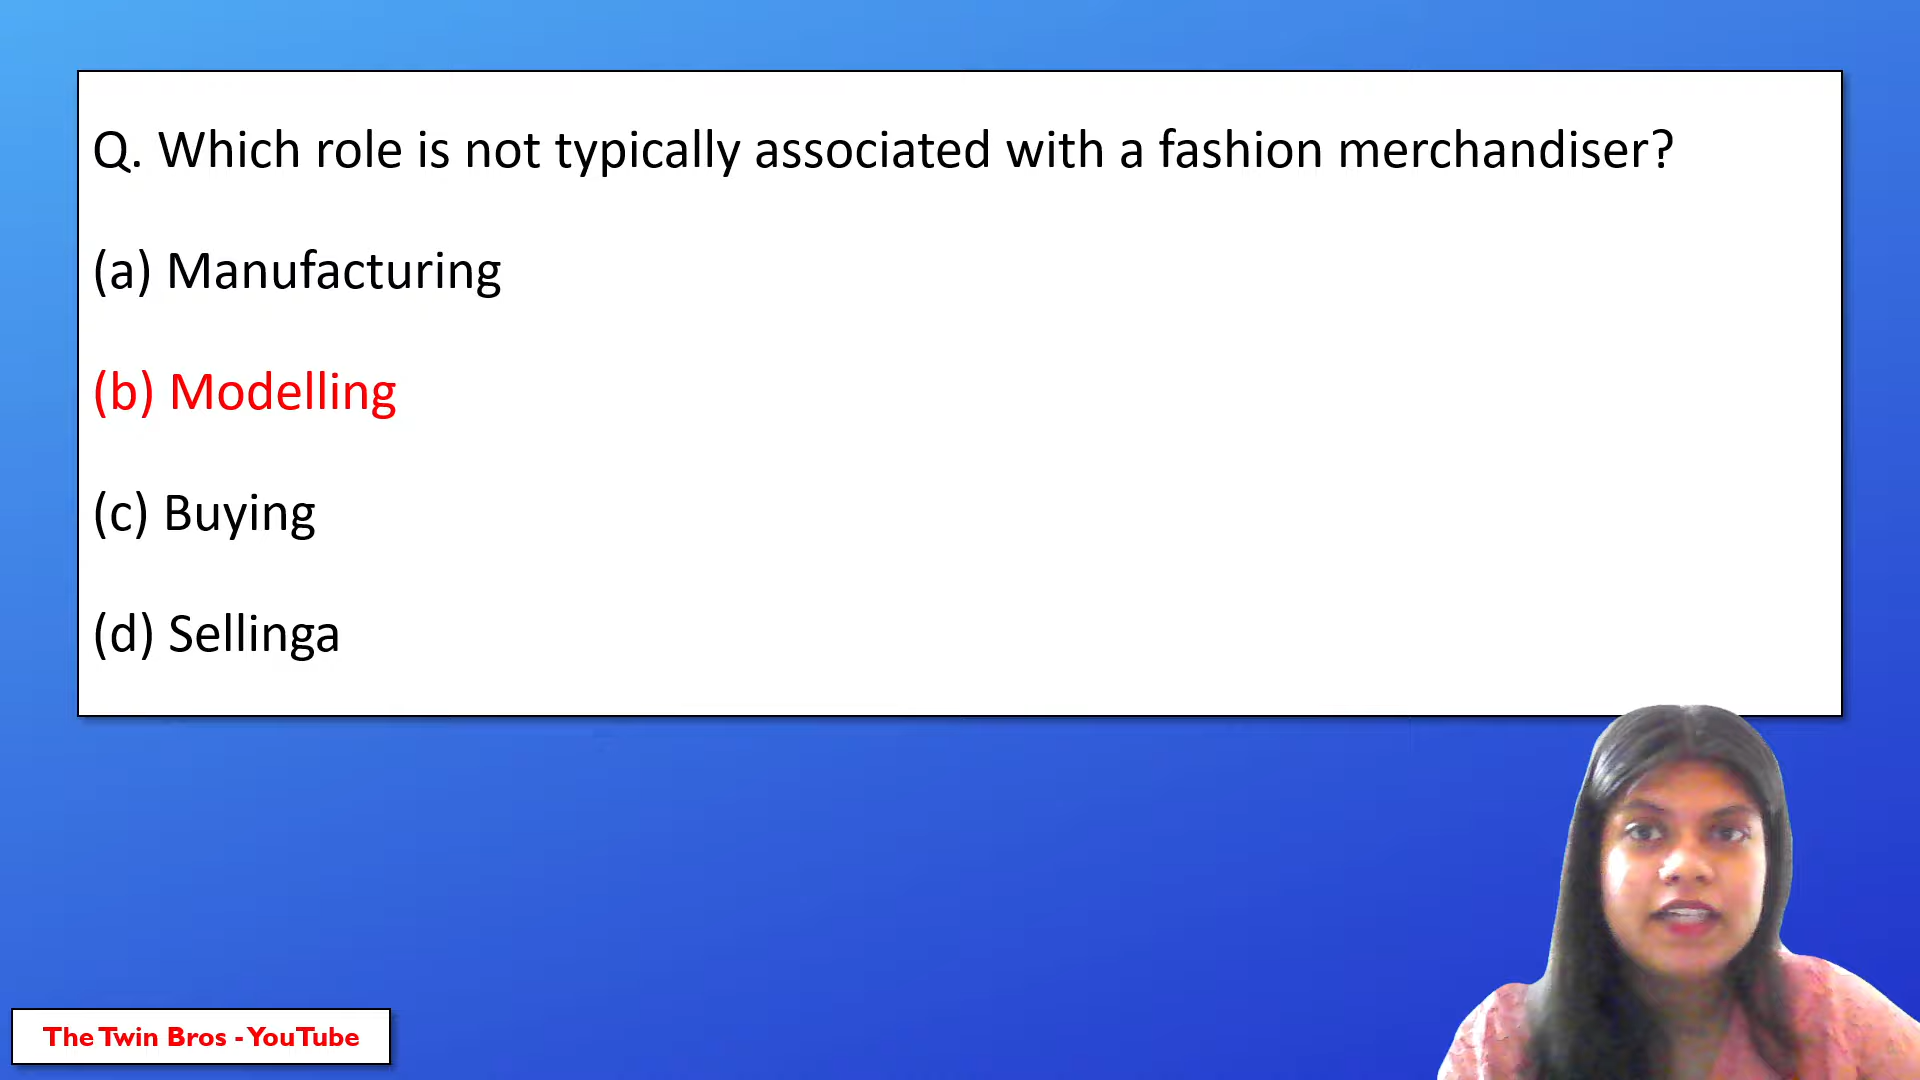 Q. Which role is not typically associated with a fashion merchandiser?
(a) Manufacturing
(b) Modelling
(c) Buying
(d) Sellinga
The Twin Bros - YouTube